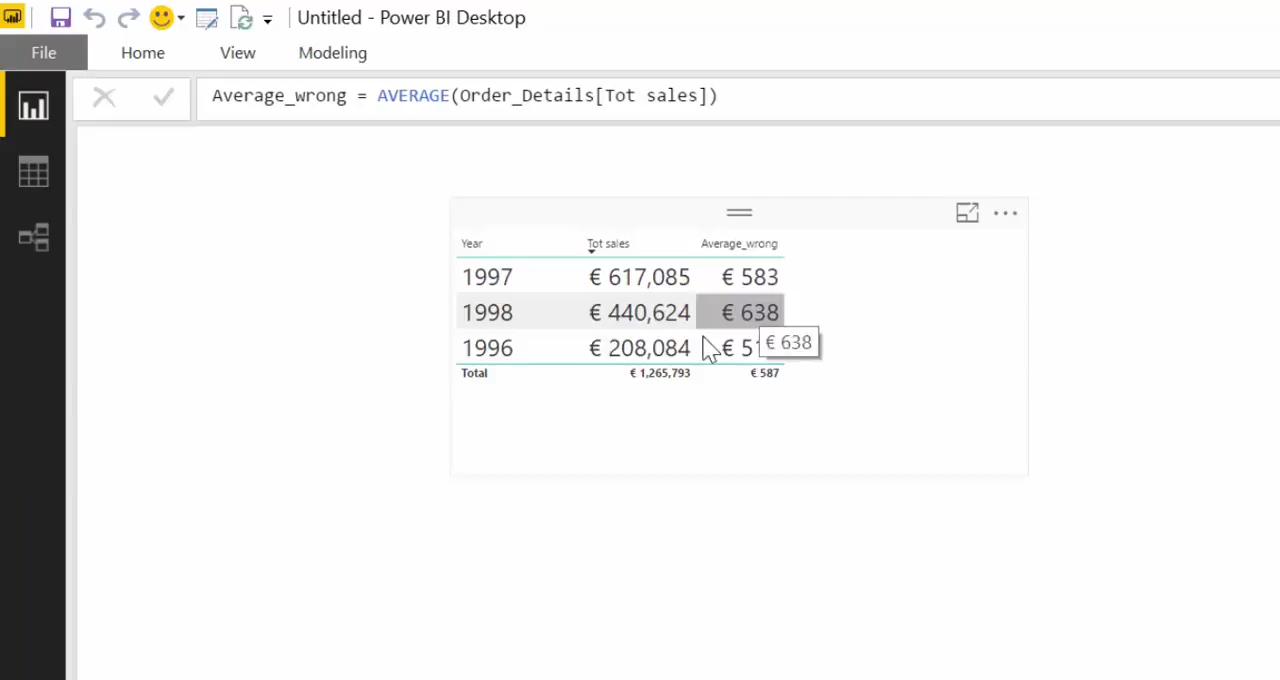 Untitled - Power BI Desktop
File Home View Modeling
Average_wrong = AVERAGE(Order_Details[Tot sales])
Year Tot sales Average_wrong
1997 € 617,085 € 583
1998 € 440,624 € 638
€ 638
1996 € 208,084
Total € 1,265,793 € 587